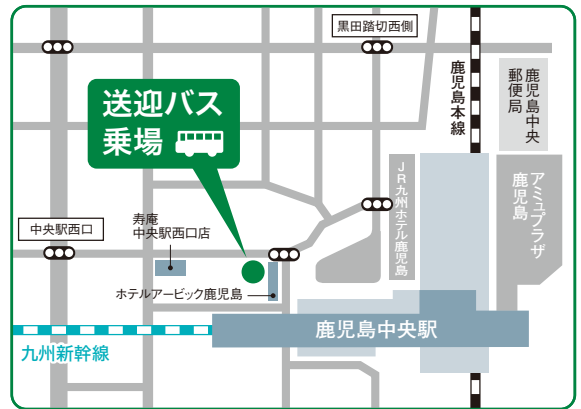 黒田踏切西側
送迎バス
乗場
鹿児島本線
鹿児島中央
郵便局
JR九州ホテル鹿児島
アミュプラザ
鹿児島
中央駅西口
寿庵
中央駅西口店
ホテルアービック鹿児島
鹿児島中央駅
九州新幹線